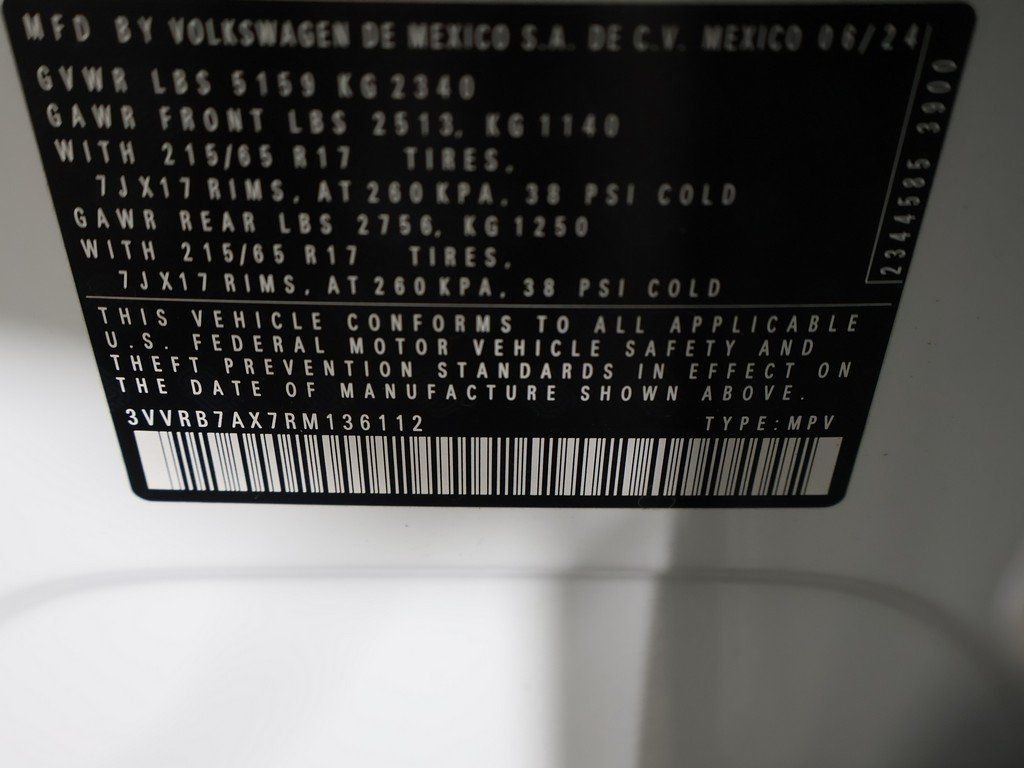 MFD BY VOLKSWAGEN DE MEXICO S.A. DE C.V. MEXICO 06/24
GVWR LBS 5159 KG 2340
GAWR FRONT LBS 2513, KG 1140
WITH 215/65 R17 TIRES,
7JX17 RIMS, AT 260 KPA, 38 PSI COLD
GAWR REAR LBS 2756, KG 1250
WITH 215/65 R17 TIRES,
7JX17 RIMS, AT 260 KPA, 38 PSI COLD
THIS VEHICLE CONFORMS TO ALL APPLICABLE
U.S. FEDERAL MOTOR VEHICLE SAFETY AND
THEFT PREVENTION STANDARDS IN EFFECT ON
THE DATE OF MANUFACTURE SHOWN ABOVE.
3VVRB7AX7RM136112 TYPE:MPV
2344585 3900